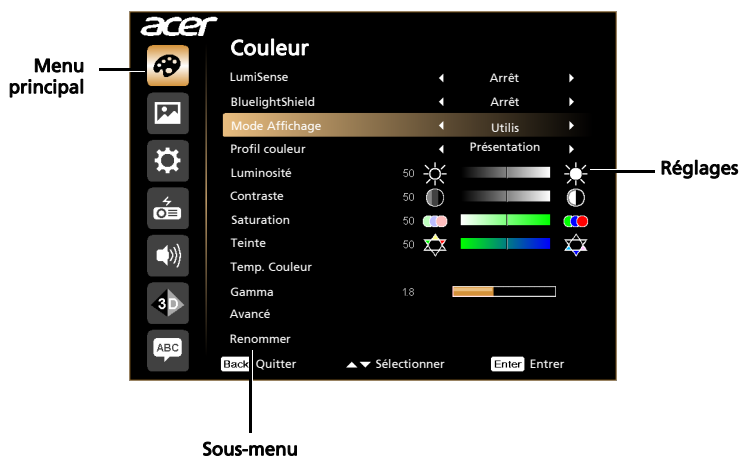 acer
Couleur
Menu principal
LumiSense Arrêt
BluelightShield Arrêt
Mode Affichage Utilis
Profil couleur Présentation
Luminosité 50
Réglages
Contraste 50
Saturation 50
Teinte 50
Temp. Couleur
Gamma 1.8
3D
Avancé
Renommer
ABC
Back Quitter Sélectionner Enter Entrer
Sous-menu